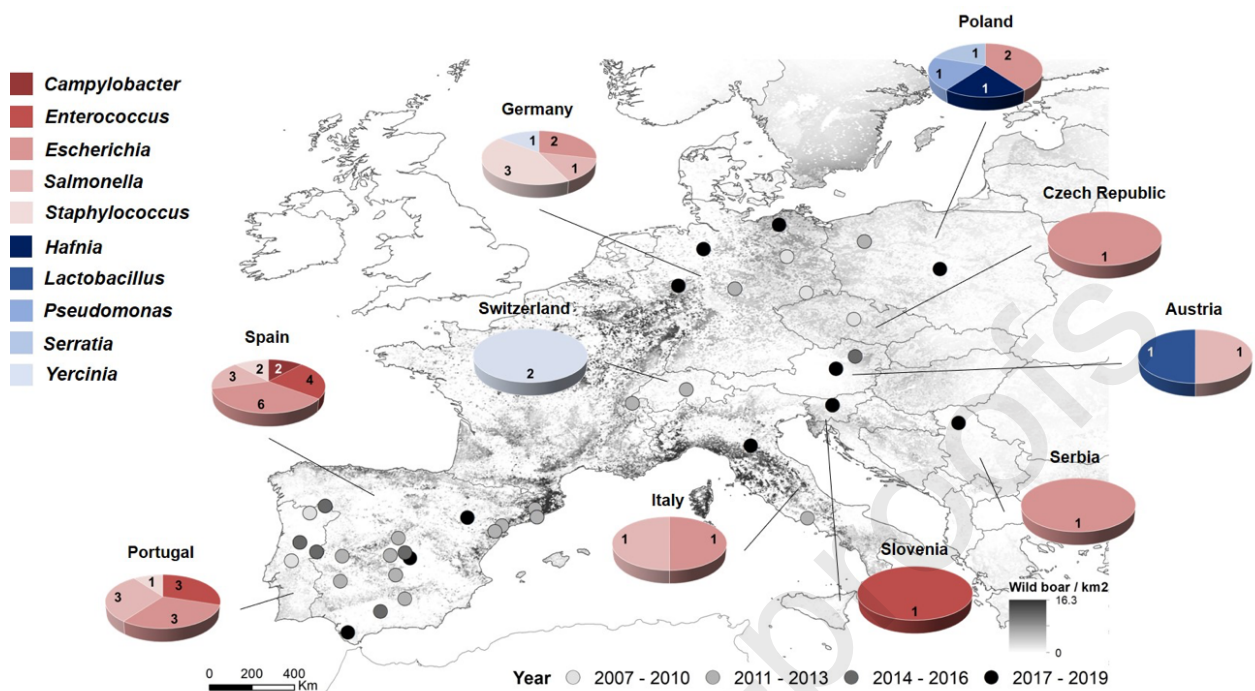 Campylobacter
Enterococcus
Escherichia
Salmonella
Staphylococcus
Hafnia
Lactobacillus
Pseudomonas
Serratia
Yercinia
Poland
1 2
1
1
Germany
1 2
3 1
Czech Republic
1
Switzerland
2
Austria
1 1
Spain
2 2
3 4
6
Serbia
1
Italy
1 1
Slovenia
1
Portugal
1 3
3
3
Wild boar / km2
16.3
0
0 200 400
Km
Year 2007 - 2010 2011 - 2013 2014 - 2016 2017 - 2019